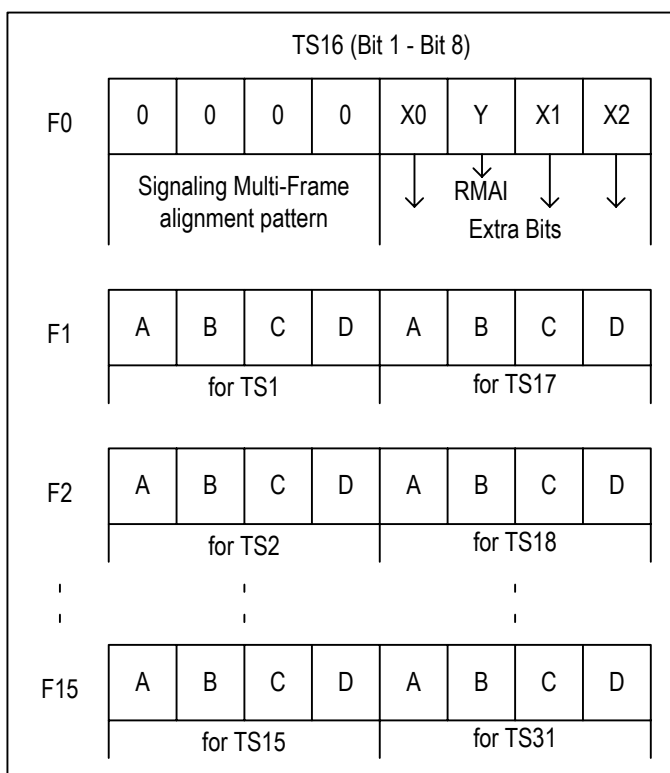 TS16 (Bit 1 - Bit 8)
F0 0 0 0 0 X0 Y X1 X2
Signaling Multi-Frame
alignment pattern
RMAI
Extra Bits
F1 A B C D A B C D
for TS1 for TS17
F2 A B C D A B C D
for TS2 for TS18
F15 A B C D A B C D
for TS15 for TS31